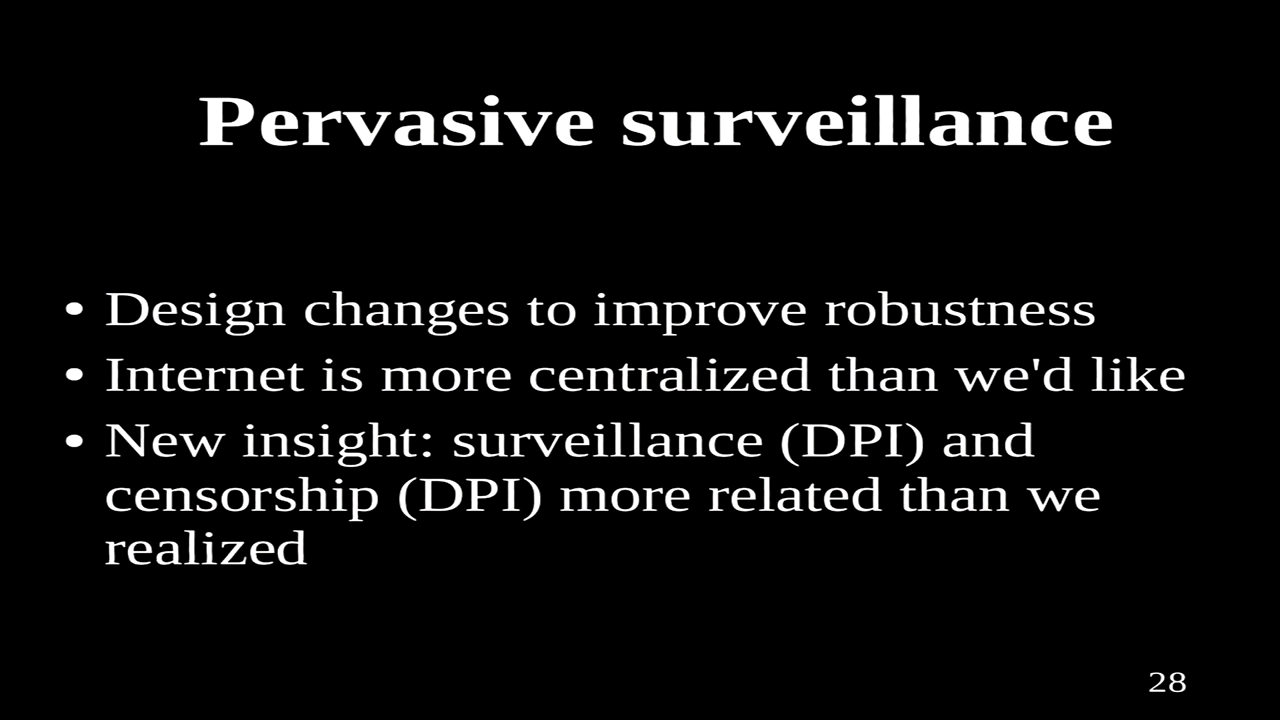 Pervasive surveillance
• Design changes to improve robustness
• Internet is more centralized than we'd like
• New insight: surveillance (DPI) and
censorship (DPI) more related than we
realized
28